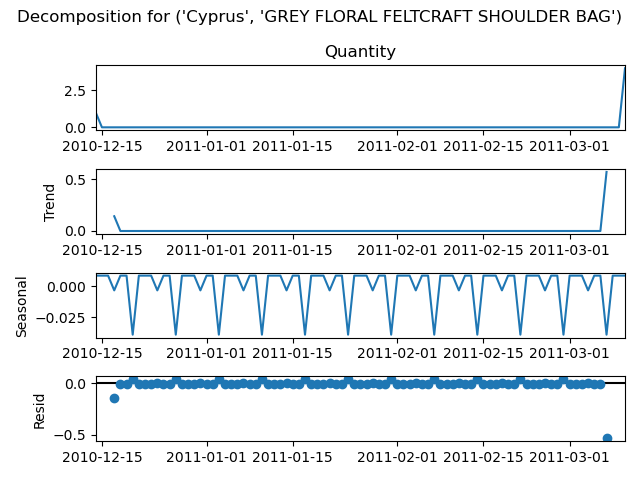 Decomposition for ('Cyprus', 'GREY FLORAL FELTCRAFT SHOULDER BAG')
Quantity
2.5
0.0
2010-12-15 2011-01-01 2011-01-15 2011-02-01 2011-02-15 2011-03-01
Trend
0.5
0.0
2010-12-15 2011-01-01 2011-01-15 2011-02-01 2011-02-15 2011-03-01
Seasonal
0.000
−0.025
2010-12-15 2011-01-01 2011-01-15 2011-02-01 2011-02-15 2011-03-01
Resid
0.0
−0.5
2010-12-15 2011-01-01 2011-01-15 2011-02-01 2011-02-15 2011-03-01